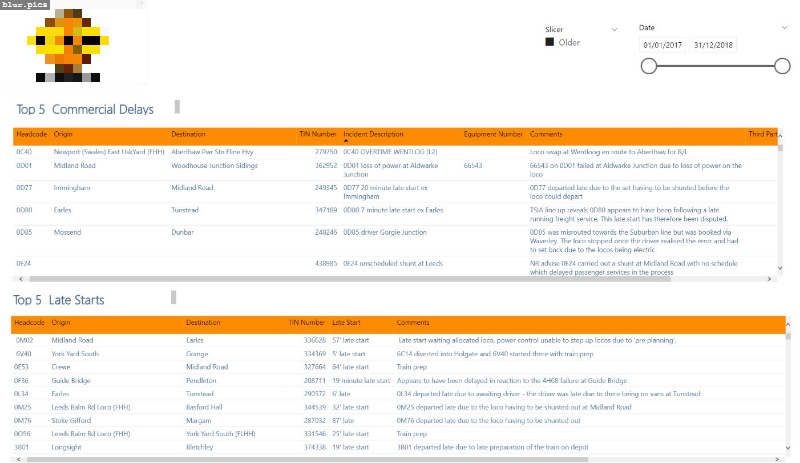 blur.pics
Slicer
Older
Date
01/01/2017 31/12/2018
Top 5 Commercial Delays
Headcode Origin Destination TIN Number Incident Description Equipment Number Comments Third Part
0C40 Newport (Swales) East UskYard (FHH) Aberthaw Pwr Stn Fline Hvy 279750 0C40 OVERTIME WENTLOG (L2) Loco swap at Wentloog en route to Aberthaw for R/L
0D01 Midland Road Woodhouse Junction Sidings 362952 0D01 loss of power at Aldwarke Junction 66543 66543 on 0D01 failed at Aldwarke Junction due to loss of power on the loco
0D77 Immingham Midland Road 249345 0D77 20 minute late start ex Immingham 0D77 departed late due to the set having to be shunted before the loco could depart
0D80 Earles Tunstead 347189 0D80 7 minute late start ex Earles TSIA line up reveals 0D80 appears to have been following a late running freight service. This late start has therefore been disputed.
0D85 Mossend Dunbar 248246 0D85 driver Gorgie Junction 0D85 was misrouted towards the Suburban line but was booked via Waverley. The loco stopped once the driver realised the error and had to set back due to the locos being electric
0E24 438985 0E24 unscheduled shunt at Leeds NR advise 0E24 carried out a shunt at Midland Road with no schedule which delayed passenger services in the process
Top 5 Late Starts
Headcode Origin Destination TIN Number Late Start Comments
0M02 Midland Road Earles 336628 57' late start Late start waiting allocated loco, power control unable to step up locos due to 'pre planning'.
6V40 York Yard South Grange 334369 5' late start 6C14 diverted into Holgate and 6V40 started there with train prep
0E53 Crewe Midland Road 327664 64' late start Train prep
0F36 Guide Bridge Pendleton 208711 19 minute late start Appears to have been delayed in reaction to the 4H68 failure at Guide Bridge
0L34 Earles Tunstead 290572 6' late 0L34 departed late due to awaiting driver - the driver was late due to there being no vans at Tunstead
0M25 Leeds Balm Rd Loco (FHH) Basford Hall 344539 32' late start 0M25 departed late due to the loco having to be shunted out at Midland Road
0M76 Stoke Gifford Margam 287032 87' late 0M76 departed late due to the loco having to be shunted out
0O56 Leeds Balm Rd Loco (FHH) York Yard South (FLHH) 331546 25' late start Train prep
3801 Longsight Bletchley 374338 19' late start 3801 departed late due to late preparation of the train on depot